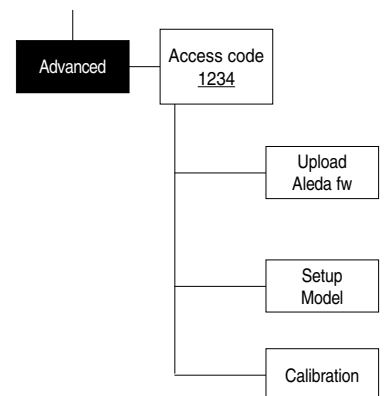 Advanced
Access code
1234
Upload
Aleda fw
Setup
Model
Calibration